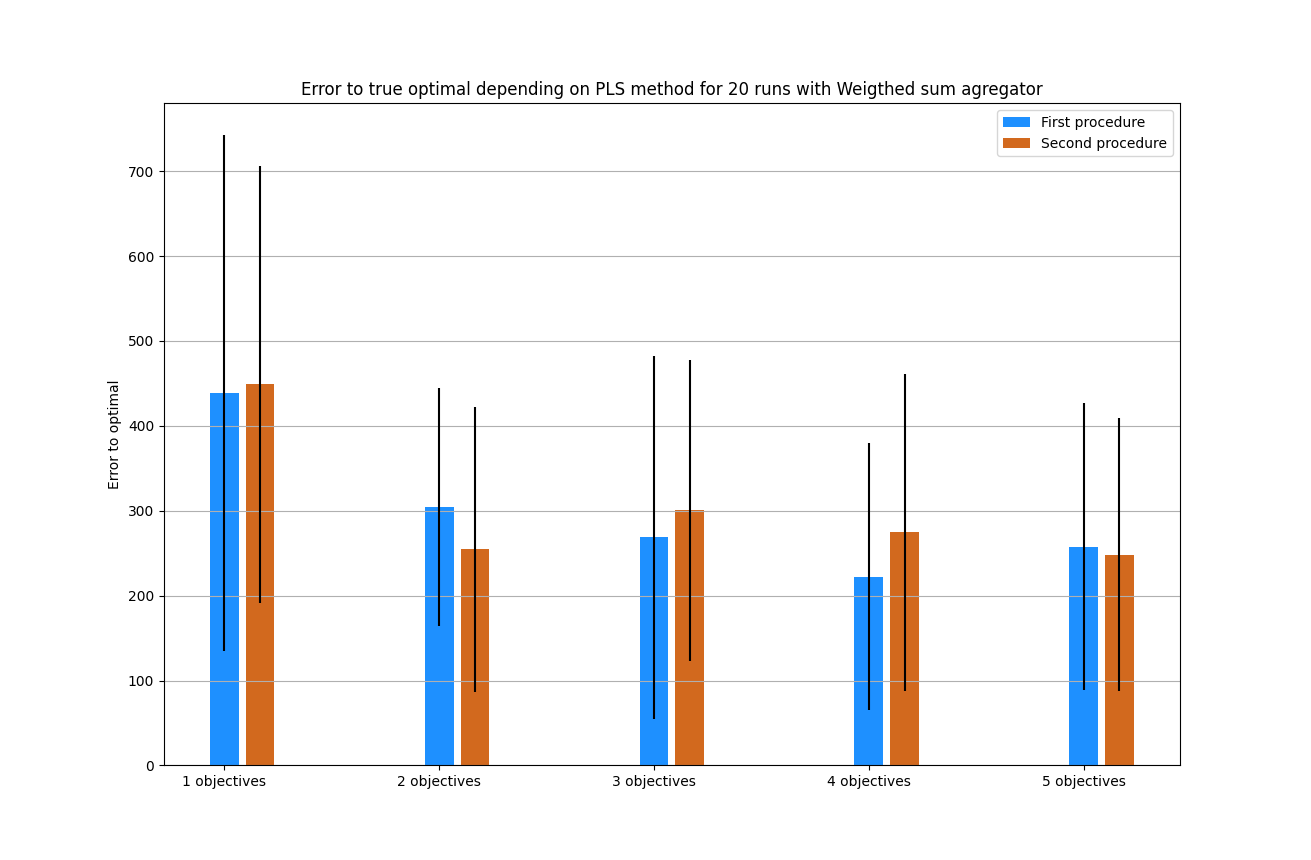 Error to true optimal depending on PLS method for 20 runs with Weigthed sum agregator
First procedure
Second procedure
Error to optimal
700
600
500
400
300
200
100
0
1 objectives
2 objectives
3 objectives
4 objectives
5 objectives